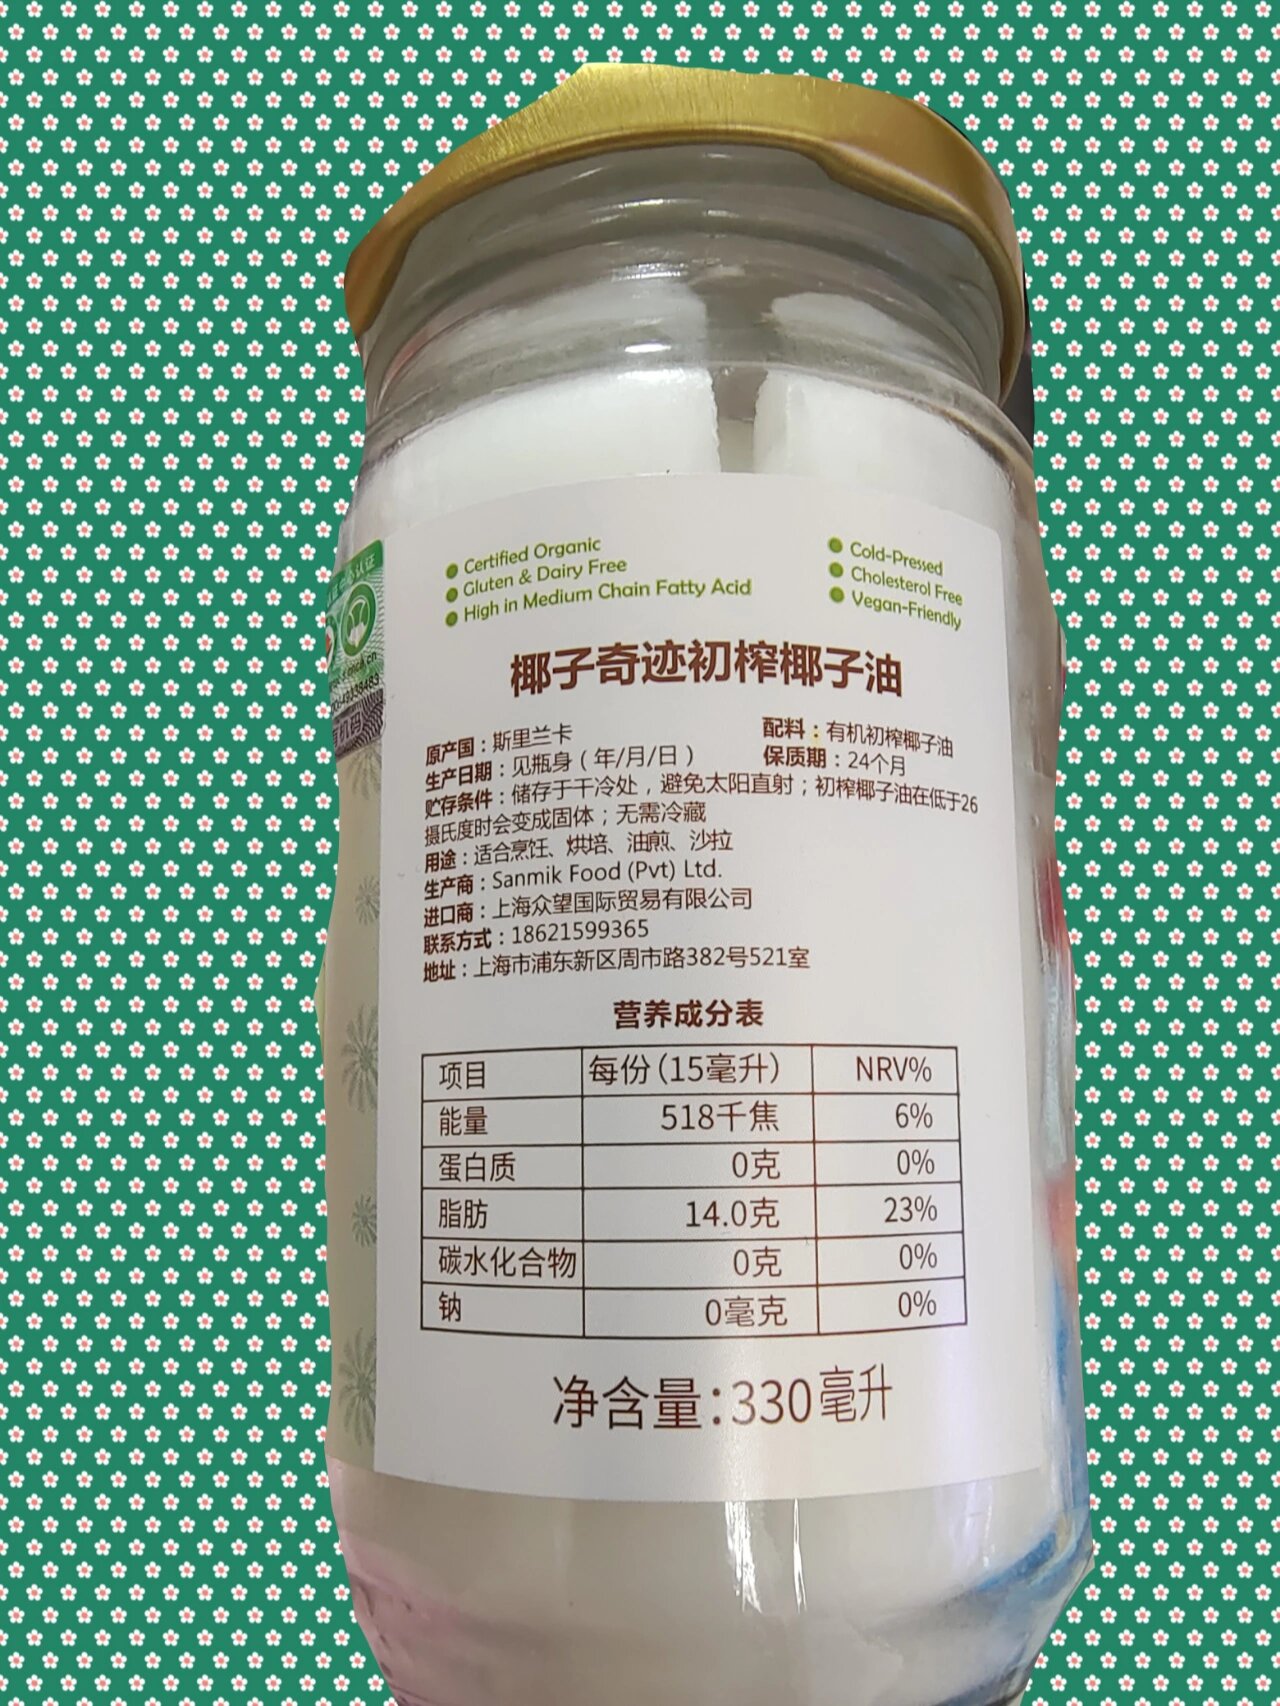 Certified Organic
Gluten & Dairy Free
High in Medium Chain Fatty Acid
Cold-Pressed
Cholesterol Free
Vegan-Friendly
椰子奇迹初榨椰子油
原产国：斯里兰卡
配料：有机初榨椰子油
生产日期：见瓶身（年/月/日）
保质期：24个月
贮存条件：储存于干冷处，避免太阳直射；初榨椰子油在低于26
摄氏度时会变成固体；无需冷藏
用途：适合烹饪、烘培、油煎、沙拉
生产商：Sanmik Food (Pvt) Ltd.
进口商：上海众望国际贸易有限公司
联系方式：18621599365
地址：上海市浦东新区周市路382号521室
营养成分表
项目 每份(15毫升) NRV%
能量 518千焦 6%
蛋白质 0克 0%
脂肪 14.0克 23%
碳水化合物 0克 0%
钠 0毫克 0%
净含量:330毫升
心认证
有机码